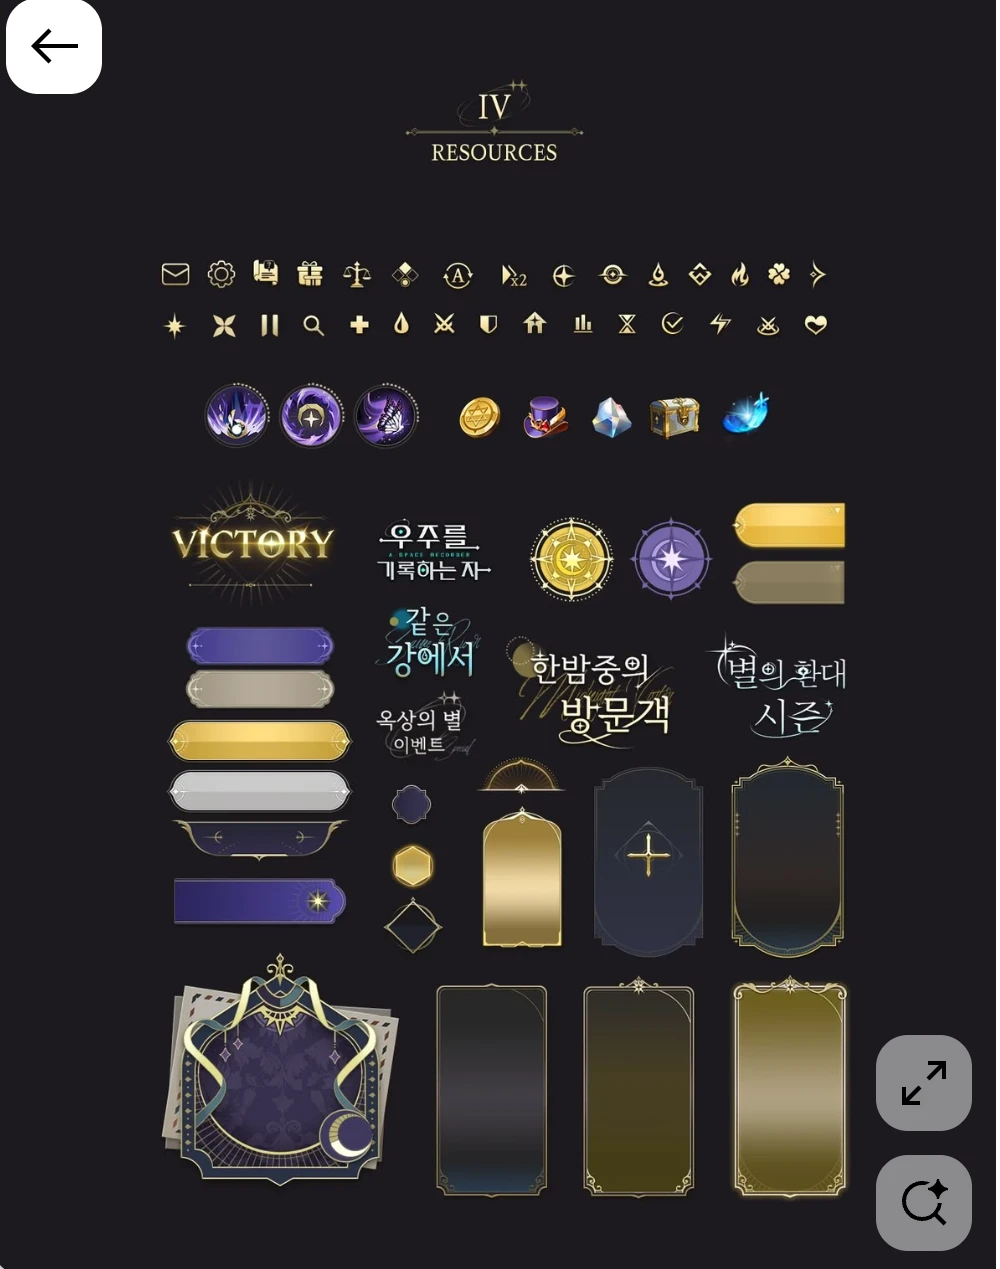 IV
RESOURCES
A
x2
VICTORY
우주를
A SPACE RECORDER
기록하는 자
같은
강에서
한밤중의
방문객
별의 환대
시즌
옥상의 별
이벤트